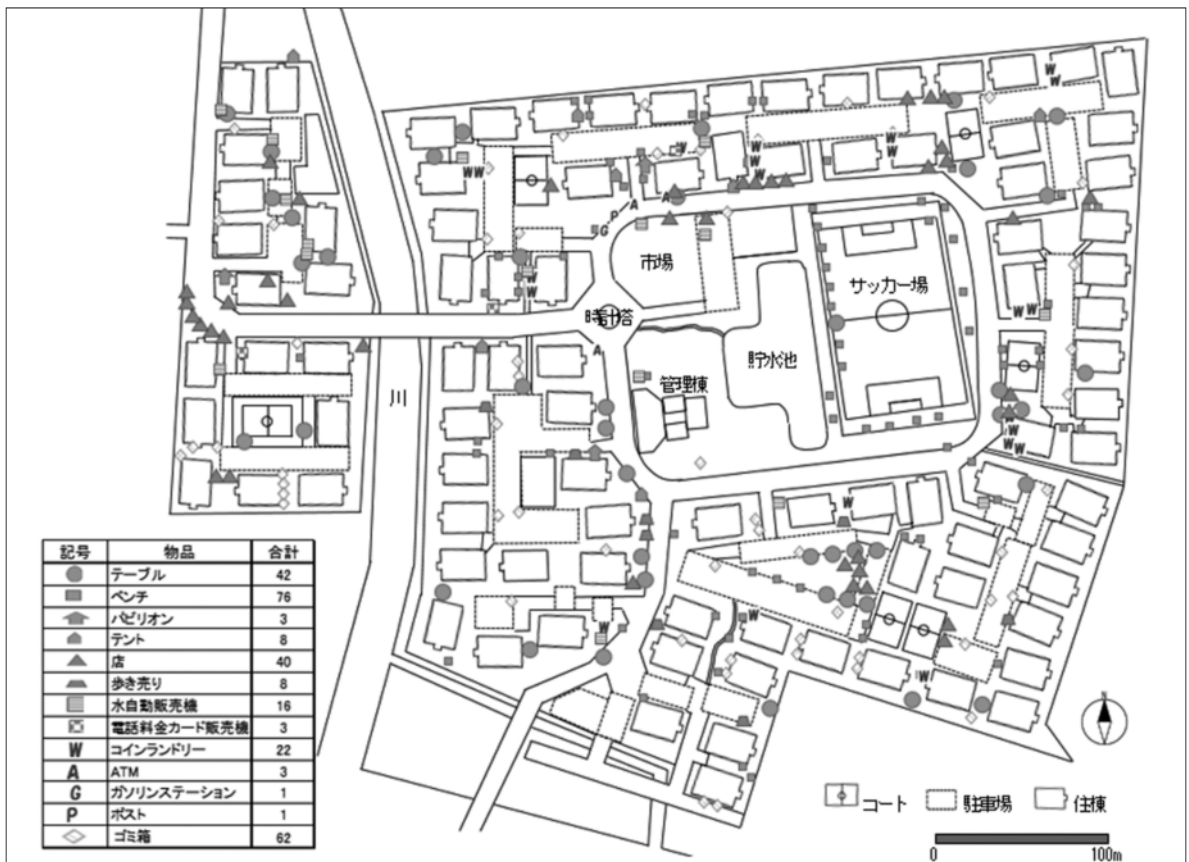 市場
サッカー場
時計塔
貯水池
管理棟
川
G
P
A
A
A
W W
W W
W
W
W
W
W
W
W
W
W
W
W W
W
W
W W
W
W
W
W
N
記号 物品 合計
テーブル 42
ベンチ 76
パビリオン 3
テント 8
店 40
歩き売り 8
水自動販売機 16
電話料金カード販売機 3
W コインランドリー 22
A ATM 3
G ガソリンステーション 1
P ポスト 1
ゴミ箱 62
コート 駐車場 住棟
0 100m